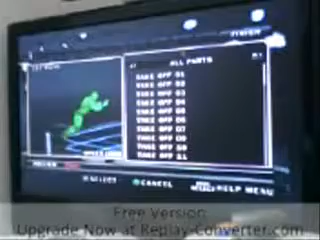 ALL PARTS
TAKE OFF 01
TAKE OFF 02
TAKE OFF 03
TAKE OFF 04
TAKE OFF 05
TAKE OFF 06
TAKE OFF 07
TAKE OFF 08
TAKE OFF 09
TAKE OFF 10
TAKE OFF 11
SELECT
CANCEL
HELP MENU
Free Version
Upgrade Now at Replay-Converter.com